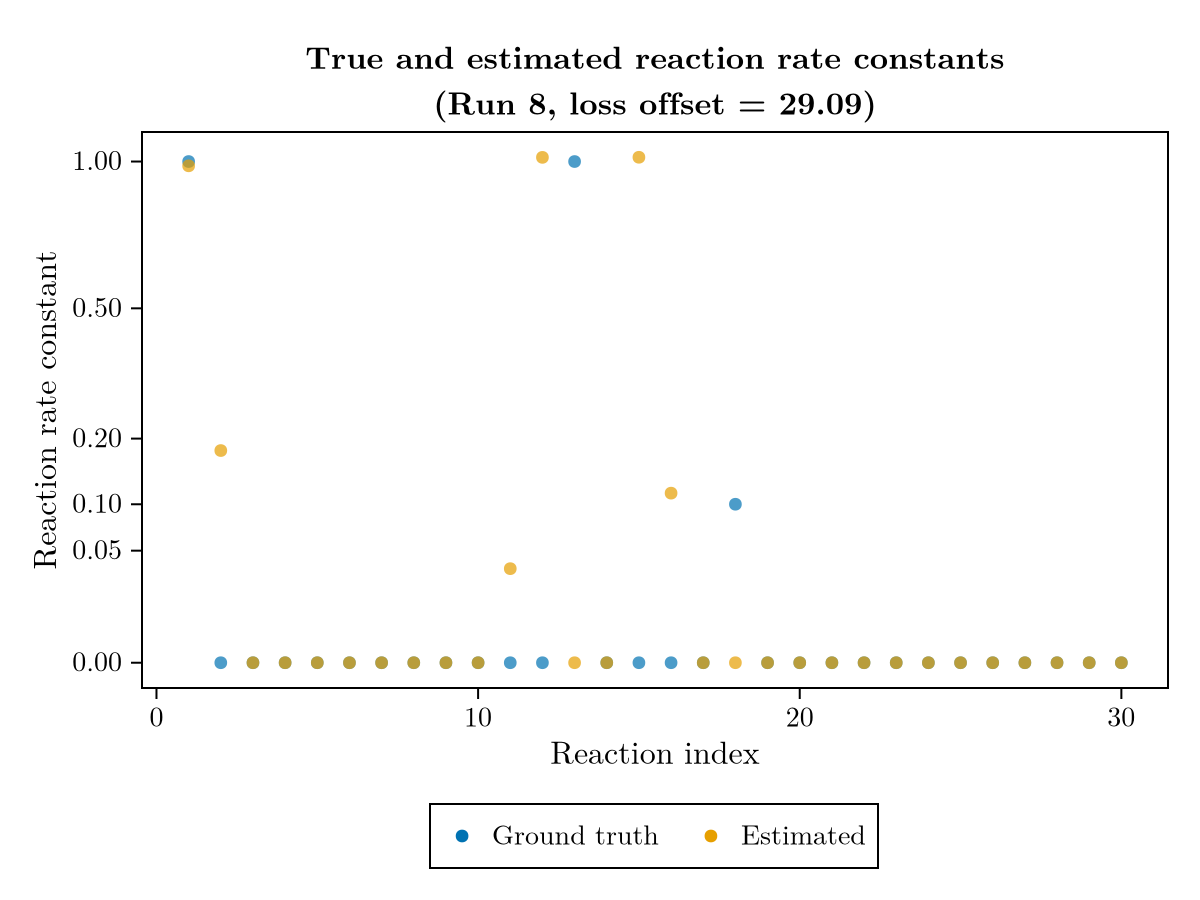 True and estimated reaction rate constants
(Run 8, loss offset = 29.09)
Reaction rate constant
1.00
0.50
0.20
0.10
0.05
0.00
0 10 20 30
Reaction index
Ground truth Estimated